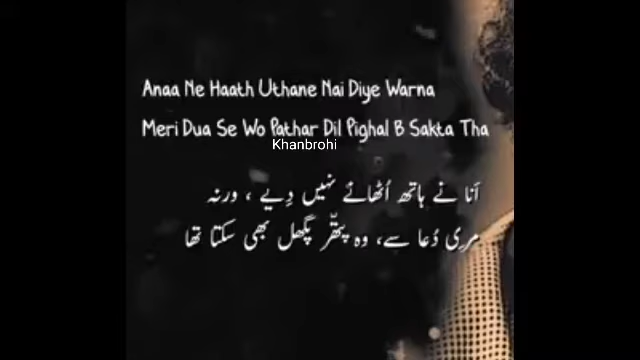 Anaa Ne Haath Uthane Nai Diye Warna
Meri Dua Se Wo Pathar Dil Pighal B Sakta Tha
Khanbrohi
اَنا نے ہاتھ اُٹھانے نہیں دِیے ، ورنہ
مری دُعا سے، وہ پتھّر پگھل بھی سکتا تھا